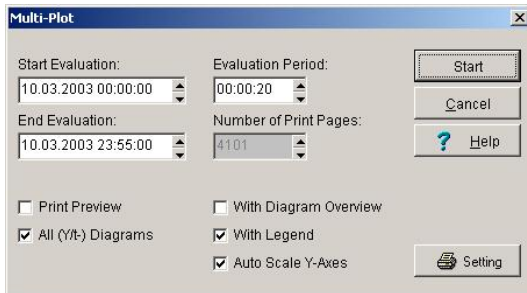 Multi-Plot
Start Evaluation:
10.03.2003 00:00:00
Evaluation Period:
00:00:20
Start
End Evaluation:
10.03.2003 23:55:00
Number of Print Pages:
4101
Cancel
? Help
Print Preview
With Diagram Overview
All (Y/t-) Diagrams
With Legend
Auto Scale Y-Axes
Setting